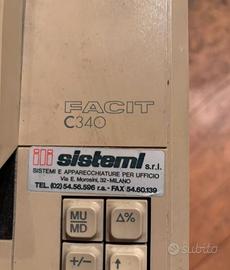 FACIT
C340
sistemi s.r.l.
SISTEMI E APPARECCHIATURE PER UFFICIO
Via E. Morosini, 32 - MILANO
TEL. (02) 54.56.596 r.a. - FAX 54.60.139
MU Δ%
MD
+/− ↑
subito